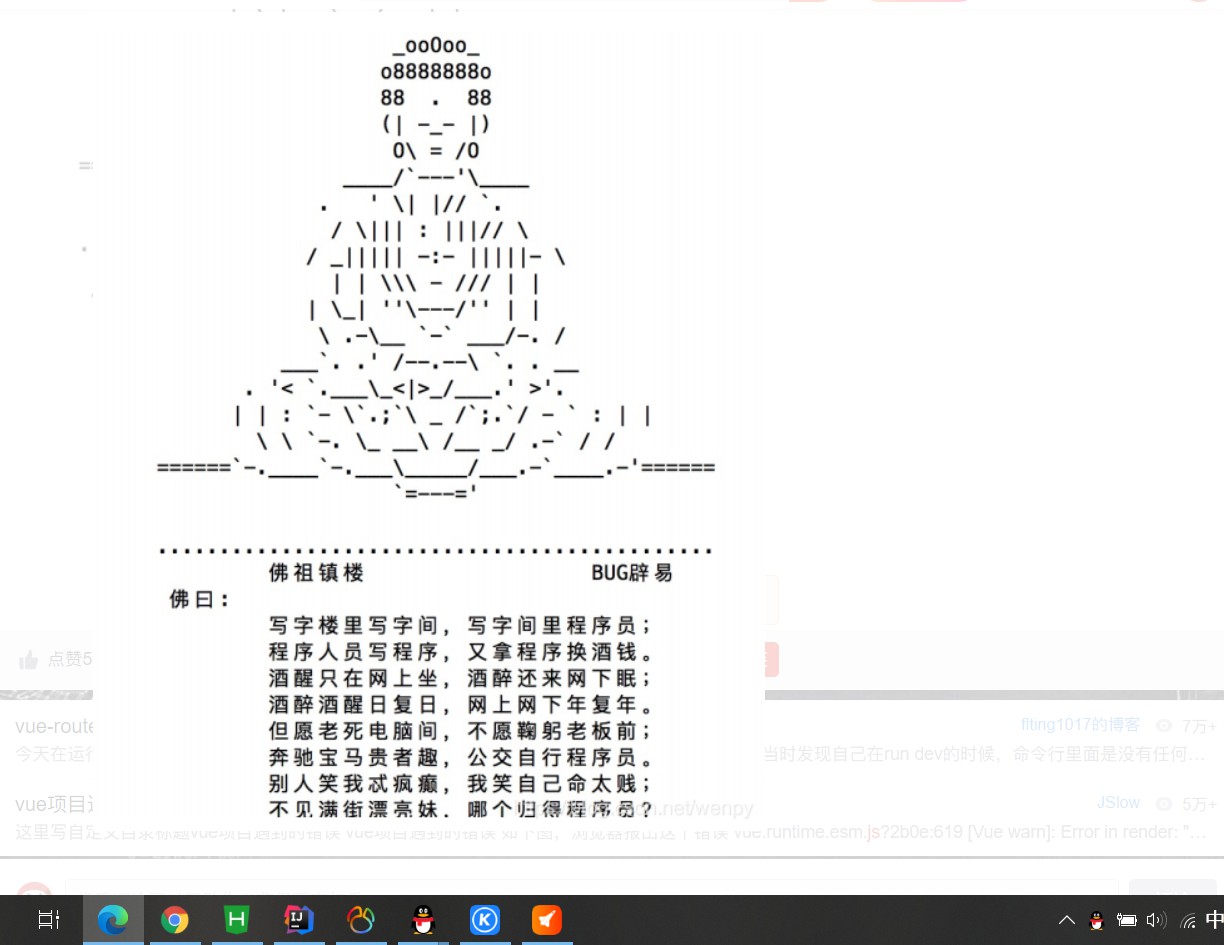 _oo0oo_
o8888888o
88 . 88
(| -_- |)
0\ = /0
____/`---'\____
. ' \| |// `.
/ \||| : |||// \
/ _||||| -:- |||||- \
| | \\\ - /// | |
| \_| ''\---/'' | |
\ .-\__ `-` ___/-. /
___`. .' /--.--\ `. . __
. '< `.___\_<|>_/___.' >'.
| | : `- \`.;`\ _ /`;.`/ - ` : | |
\ \ `-. \_ __\ /__ _/ .-` / /
======`-.____`-.___\_____/___.-`____.-'======
`=---='
.............................................
佛祖镇楼 BUG辟易
佛曰:
写字楼里写字间，写字间里程序员；
程序人员写程序，又拿程序换酒钱。
酒醒只在网上坐，酒醉还来网下眠；
酒醉酒醒日复日，网上网下年复年。
但愿老死电脑间，不愿鞠躬老板前；
奔驰宝马贵者趣，公交自行程序员。
别人笑我忒疯癫，我笑自己命太贱；
不见满街漂亮妹，哪个归得程序员？
点赞5
vue-route
flting1017的博客 7万+
今天在运行
当时发现自己在run dev的时候，命令行里面是没有任何...
vue项目
JSlow 5万+
这里写自定义目录标题vue项目遇到的错误 vue项目遇到的错误 如下图，浏览器报出这个错误 vue.runtime.esm.js?2b0e:619 [Vue warn]: Error in render: "...
中